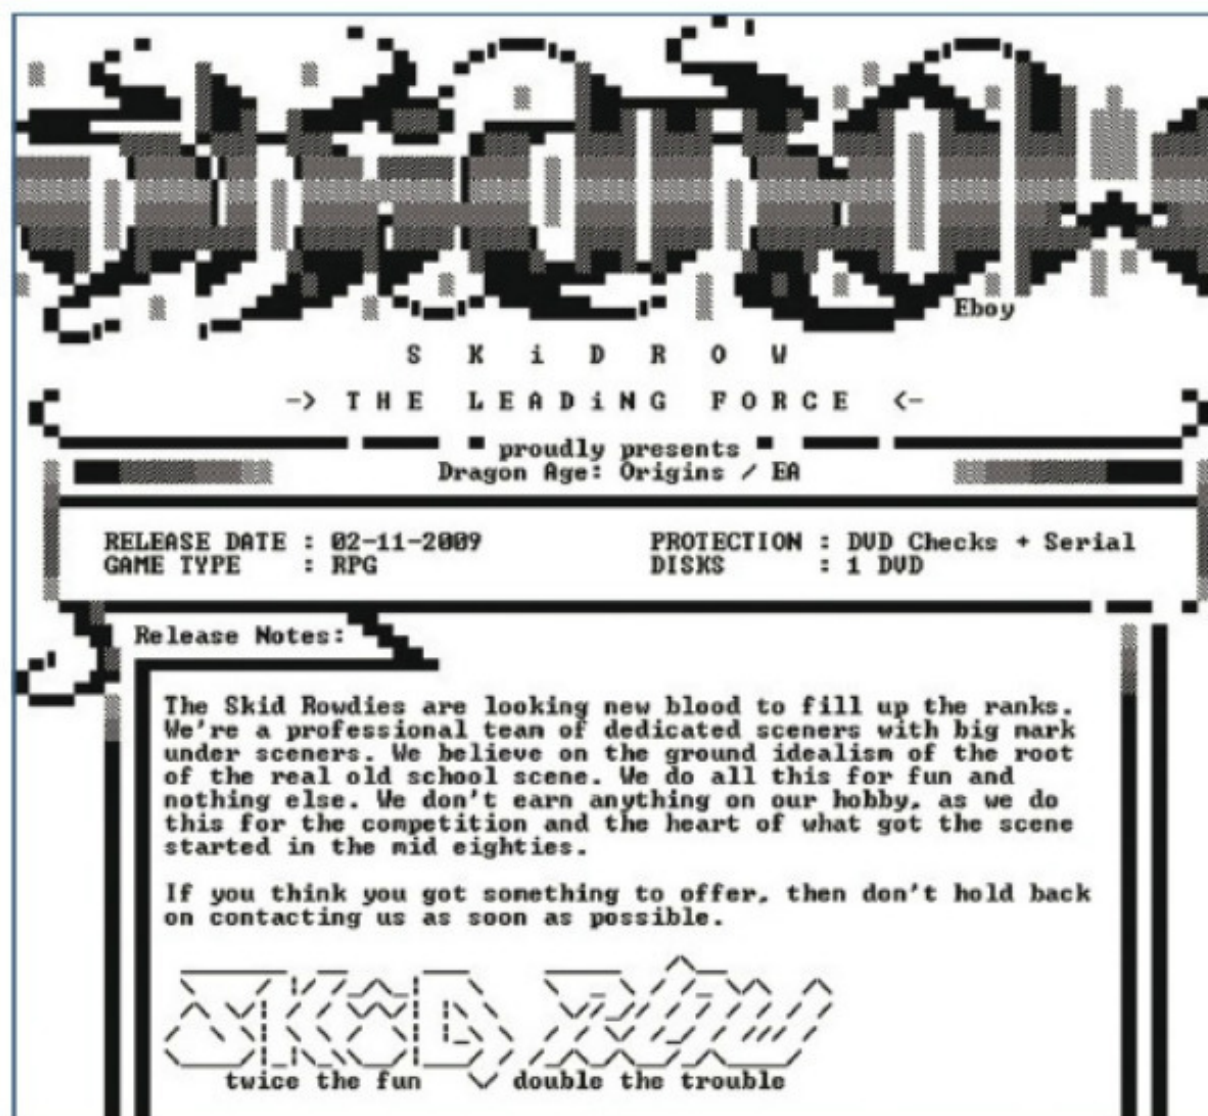 Eboy
S K i D R O W
-> T H E L E A D i N G F O R C E <-
proudly presents
Dragon Age: Origins / EA
RELEASE DATE : 02-11-2009 PROTECTION : DVD Checks + Serial
GAME TYPE : RPG DISKS : 1 DVD
Release Notes:
The Skid Rowdies are looking new blood to fill up the ranks.
We're a professional team of dedicated sceners with big mark
under sceners. We believe on the ground idealism of the root
of the real old school scene. We do all this for fun and
nothing else. We don't earn anything on our hobby, as we do
this for the competition and the heart of what got the scene
started in the mid eighties.
If you think you got something to offer, then don't hold back
on contacting us as soon as possible.
SKiD ROW
twice the fun double the trouble